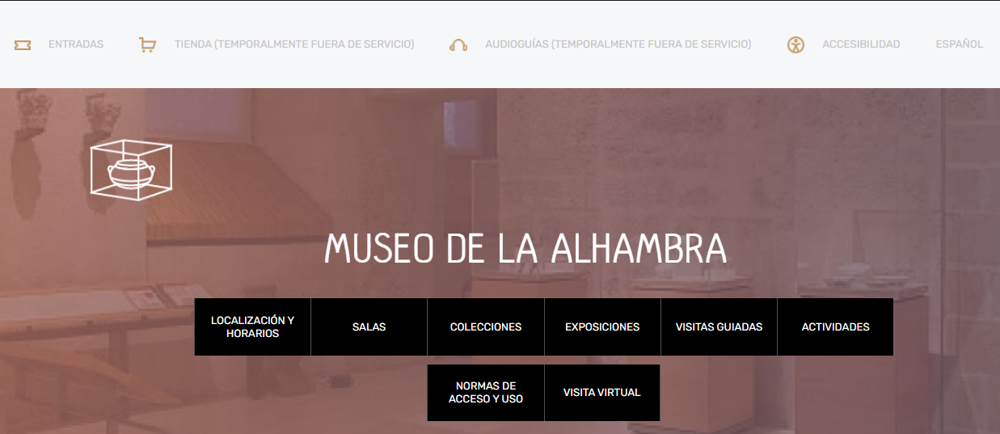 ENTRADAS TIENDA (TEMPORALMENTE FUERA DE SERVICIO) AUDIOGUÍAS (TEMPORALMENTE FUERA DE SERVICIO) ACCESIBILIDAD ESPAÑOL
MUSEO DE LA ALHAMBRA
LOCALIZACIÓN Y
HORARIOS
SALAS
COLECCIONES
EXPOSICIONES
VISITAS GUIADAS
ACTIVIDADES
NORMAS DE
ACCESO Y USO
VISITA VIRTUAL